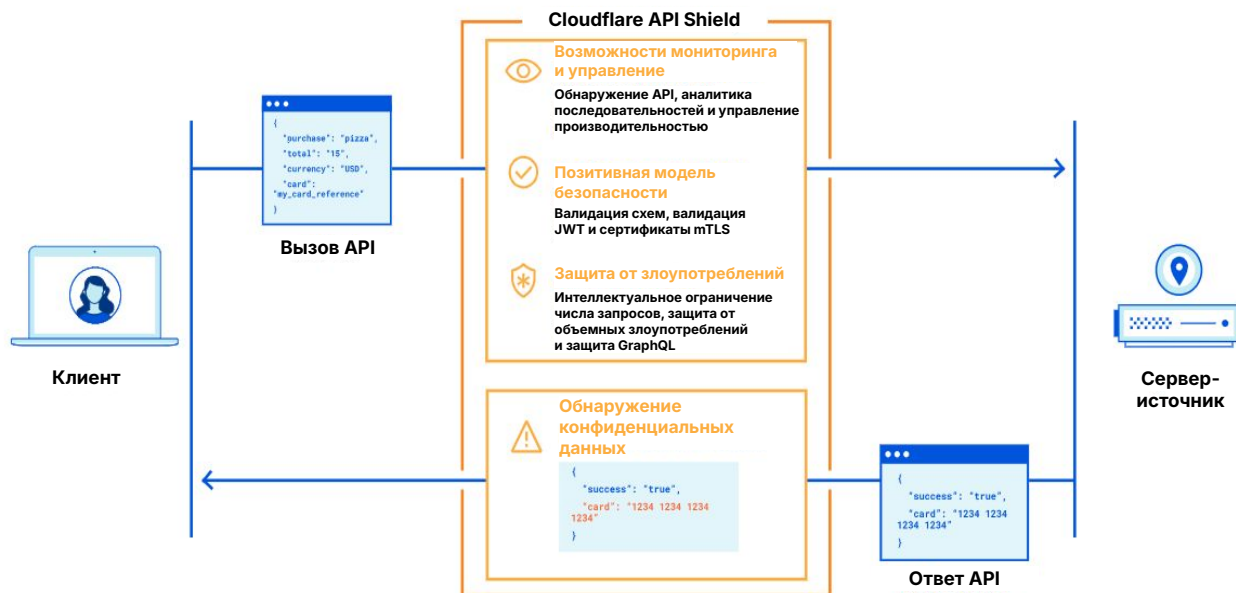 Cloudflare API Shield
Возможности мониторинга
и управление
Обнаружение API, аналитика
последовательностей и управление
производительностью
{
"purchase": "pizza",
"total": "15",
"currency": "USD",
"card":
"my_card_reference"
}
Вызов API
Позитивная модель
безопасности
Валидация схем, валидация
JWT и сертификаты mTLS
Защита от злоупотреблений
Интеллектуальное ограничение
числа запросов, защита от
объемных злоупотреблений
и защита GraphQL
Клиент
Сервер-
источник
Обнаружение
конфиденциальных
данных
{
"success": "true",
"card": "1234 1234 1234
1234"
}
{
"success": "true",
"card": "1234 1234
1234 1234"
}
Ответ API